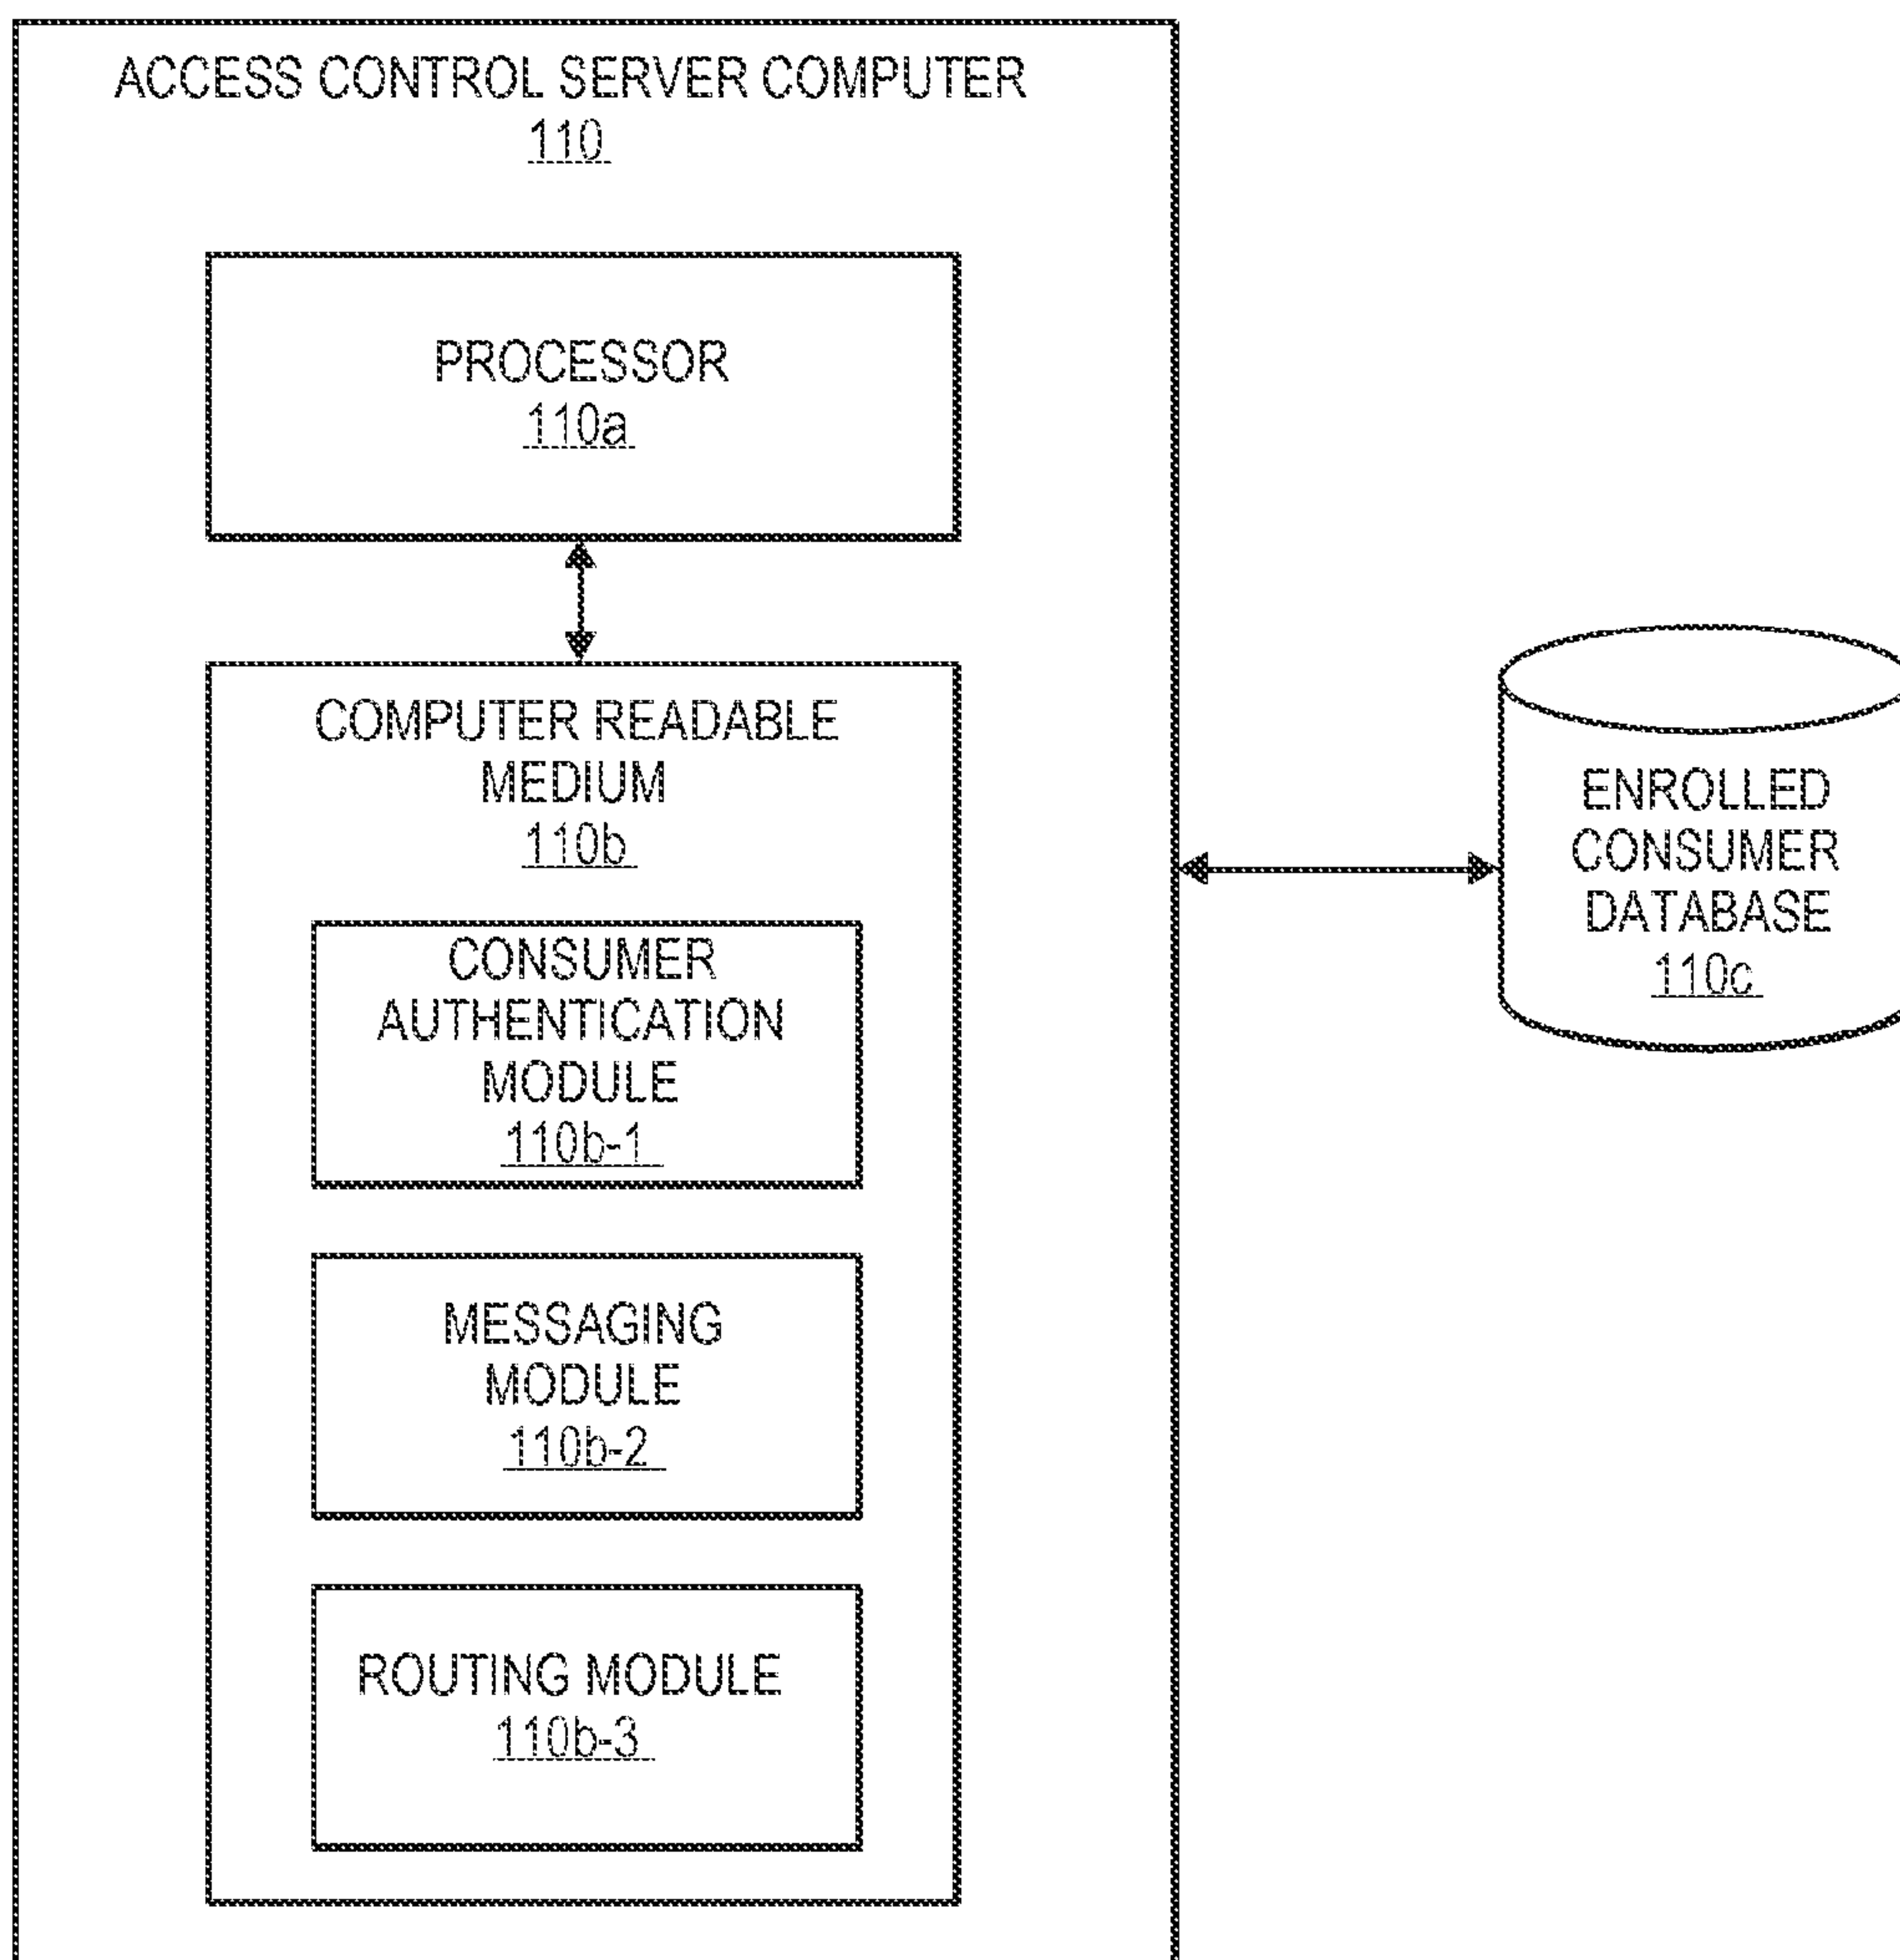 ACCESS CONTROL SERVER COMPUTER
110
PROCESSOR
110a
COMPUTER READABLE
MEDIUM
110b
CONSUMER
AUTHENTICATION
MODULE
110b-1
MESSAGING
MODULE
110b-2
ROUTING MODULE
110b-3
ENROLLED
CONSUMER
DATABASE
110c